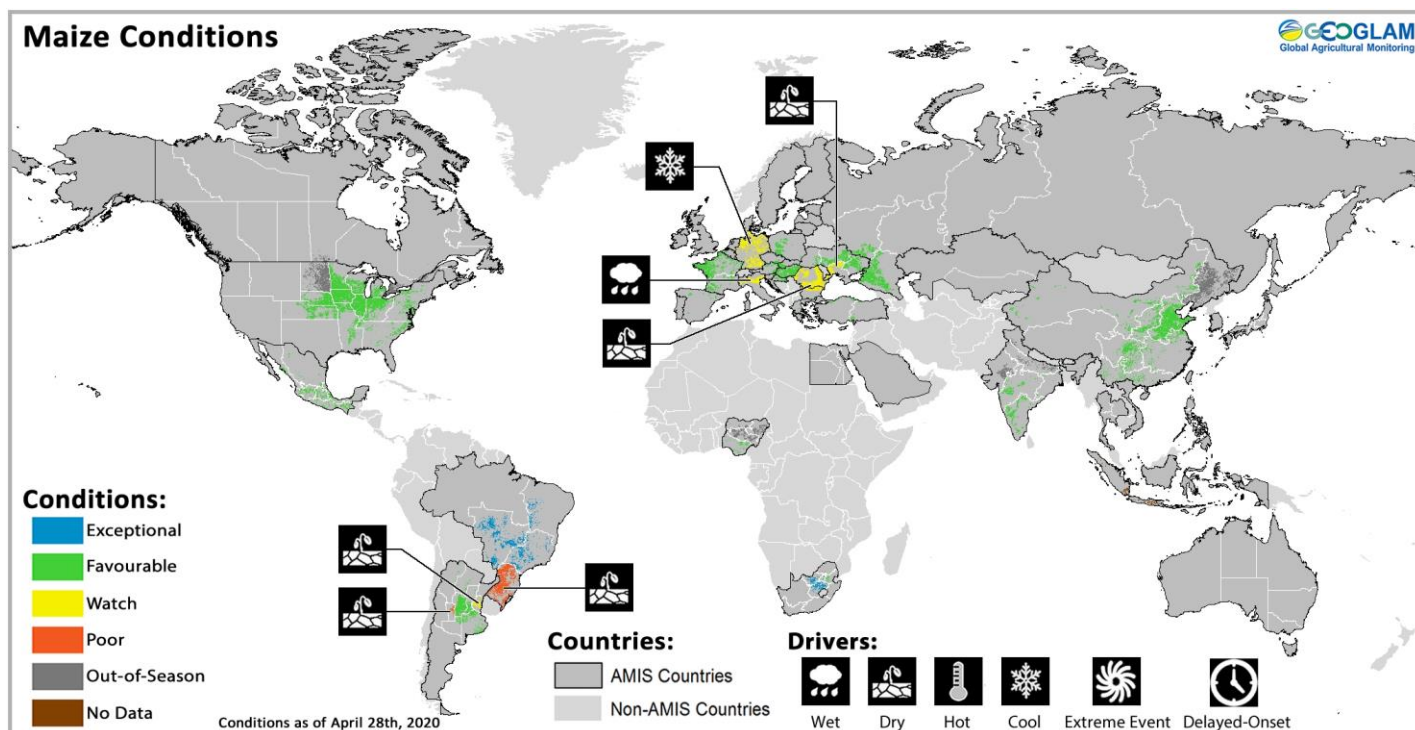 Maize Conditions
GEOGLAM
Global Agricultural Monitoring
Conditions:
Exceptional
Favourable
Watch
Poor
Out-of-Season
No Data
Conditions as of April 28th, 2020
Countries:
AMIS Countries
Non-AMIS Countries
Drivers:
Wet
Dry
Hot
Cool
Extreme Event
Delayed-Onset